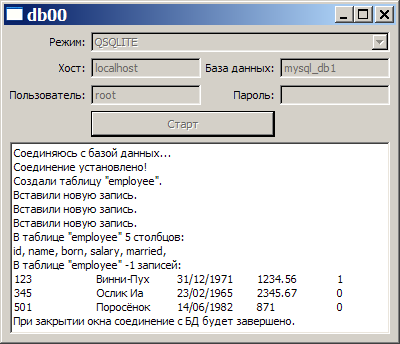 db00
Режим: QSQLITE
Хост: localhost База данных: mysql_db1
Пользователь: root Пароль:
Старт
Соединяюсь с базой данных...
Соединение установлено!
Создали таблицу "employee".
Вставили новую запись.
Вставили новую запись.
Вставили новую запись.
В таблице "employee" 5 столбцов:
id, name, born, salary, married,
В таблице "employee" -1 записей:
123 Винни-Пух 31/12/1971 1234.56 1
345 Ослик Иа 23/02/1965 2345.67 0
501 Поросёнок 14/06/1982 871 0
При закрытии окна соединение с БД будет завершено.